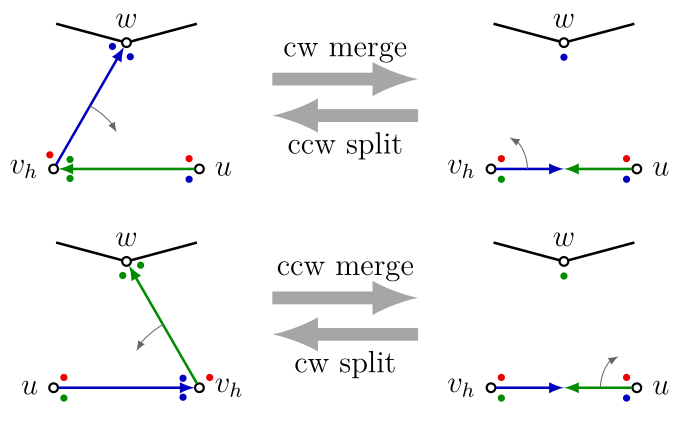 w
cw merge
ccw split
v_h
u
w
v_h
u
w
ccw merge
cw split
u
v_h
w
v_h
u